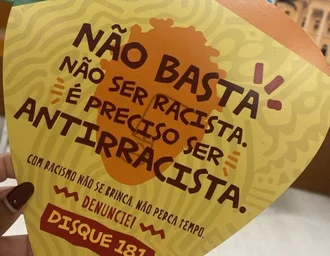 NÃO BASTA
NÃO SER RACISTA.
É PRECISO SER
ANTIRRACISTA.
COM RACISMO NÃO SE BRINCA. NÃO PERCA TEMPO.
DENUNCIE!
DISQUE 181